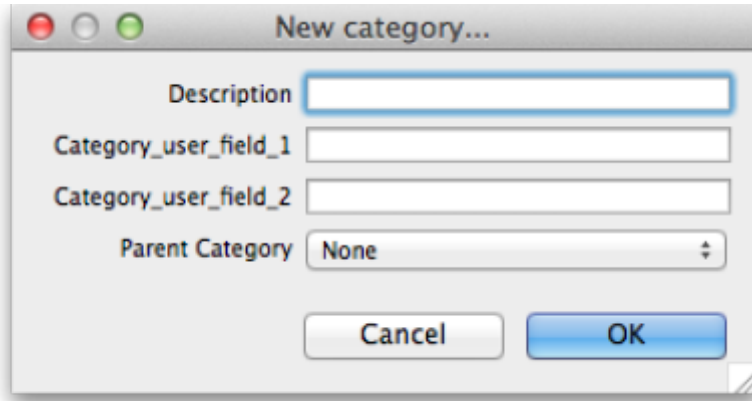 New category...
Description
Category_user_field_1
Category_user_field_2
Parent Category None
Cancel OK